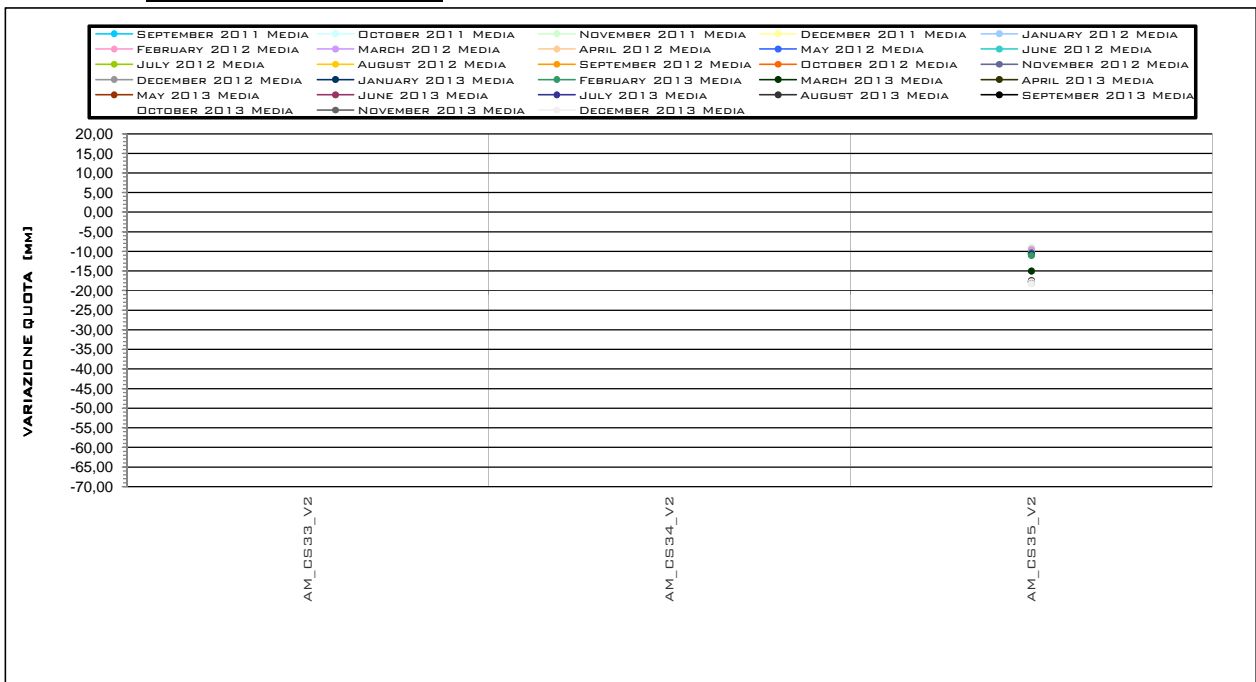 SEPTEMBER 2011 MEDIA OCTOBER 2011 MEDIA NOVEMBER 2011 MEDIA DECEMBER 2011 MEDIA JANUARY 2012 MEDIA
FEBRUARY 2012 MEDIA MARCH 2012 MEDIA APRIL 2012 MEDIA MAY 2012 MEDIA JUNE 2012 MEDIA
JULY 2012 MEDIA AUGUST 2012 MEDIA SEPTEMBER 2012 MEDIA OCTOBER 2012 MEDIA NOVEMBER 2012 MEDIA
DECEMBER 2012 MEDIA JANUARY 2013 MEDIA FEBRUARY 2013 MEDIA MARCH 2013 MEDIA APRIL 2013 MEDIA
MAY 2013 MEDIA JUNE 2013 MEDIA JULY 2013 MEDIA AUGUST 2013 MEDIA SEPTEMBER 2013 MEDIA
OCTOBER 2013 MEDIA NOVEMBER 2013 MEDIA DECEMBER 2013 MEDIA
VARIAZIONE QUOTA [MM]
20,00
15,00
10,00
5,00
0,00
-5,00
-10,00
-15,00
-20,00
-25,00
-30,00
-35,00
-40,00
-45,00
-50,00
-55,00
-60,00
-65,00
-70,00
AM_CS33_V2
AM_CS34_V2
AM_CS35_V2